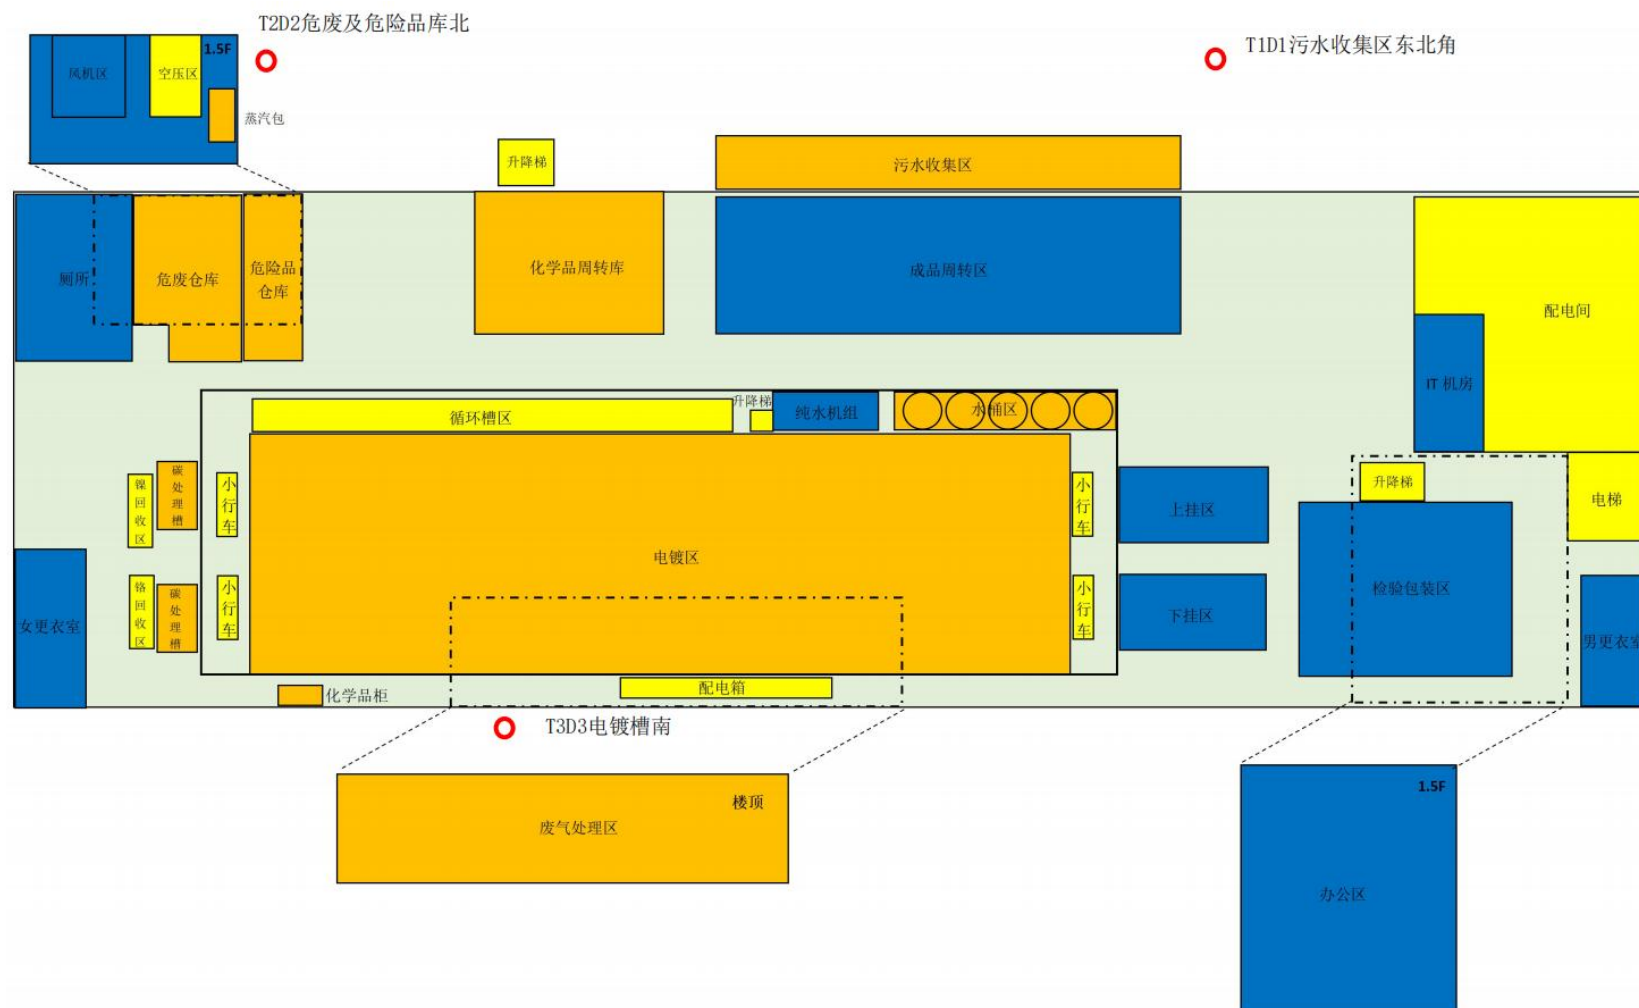 T2D2危废及危险品库北
T1D1污水收集区东北角
1.5F
风机区
空压区
蒸汽包
升降梯
污水收集区
厕所
危废仓库
危险品
仓库
化学品周转库
成品周转区
配电间
IT 机房
循环槽区
升降梯
纯水机组
水桶区
镍回收区
碳处理槽
小行车
小行车
上挂区
升降梯
电梯
电镀区
铬回收区
碳处理槽
小行车
小行车
下挂区
检验包装区
女更衣室
男更衣室
化学品柜
配电箱
T3D3电镀槽南
楼顶
废气处理区
1.5F
办公区